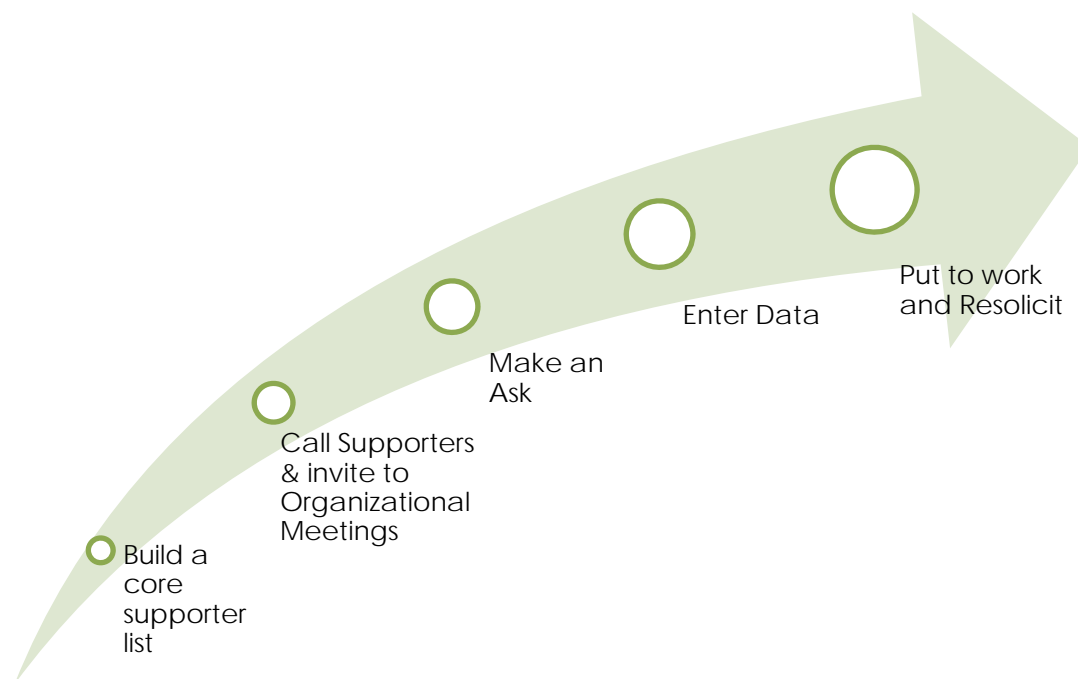 Build a
core
supporter
list
Call Supporters
& invite to
Organizational
Meetings
Make an
Ask
Enter Data
Put to work
and Resolicit